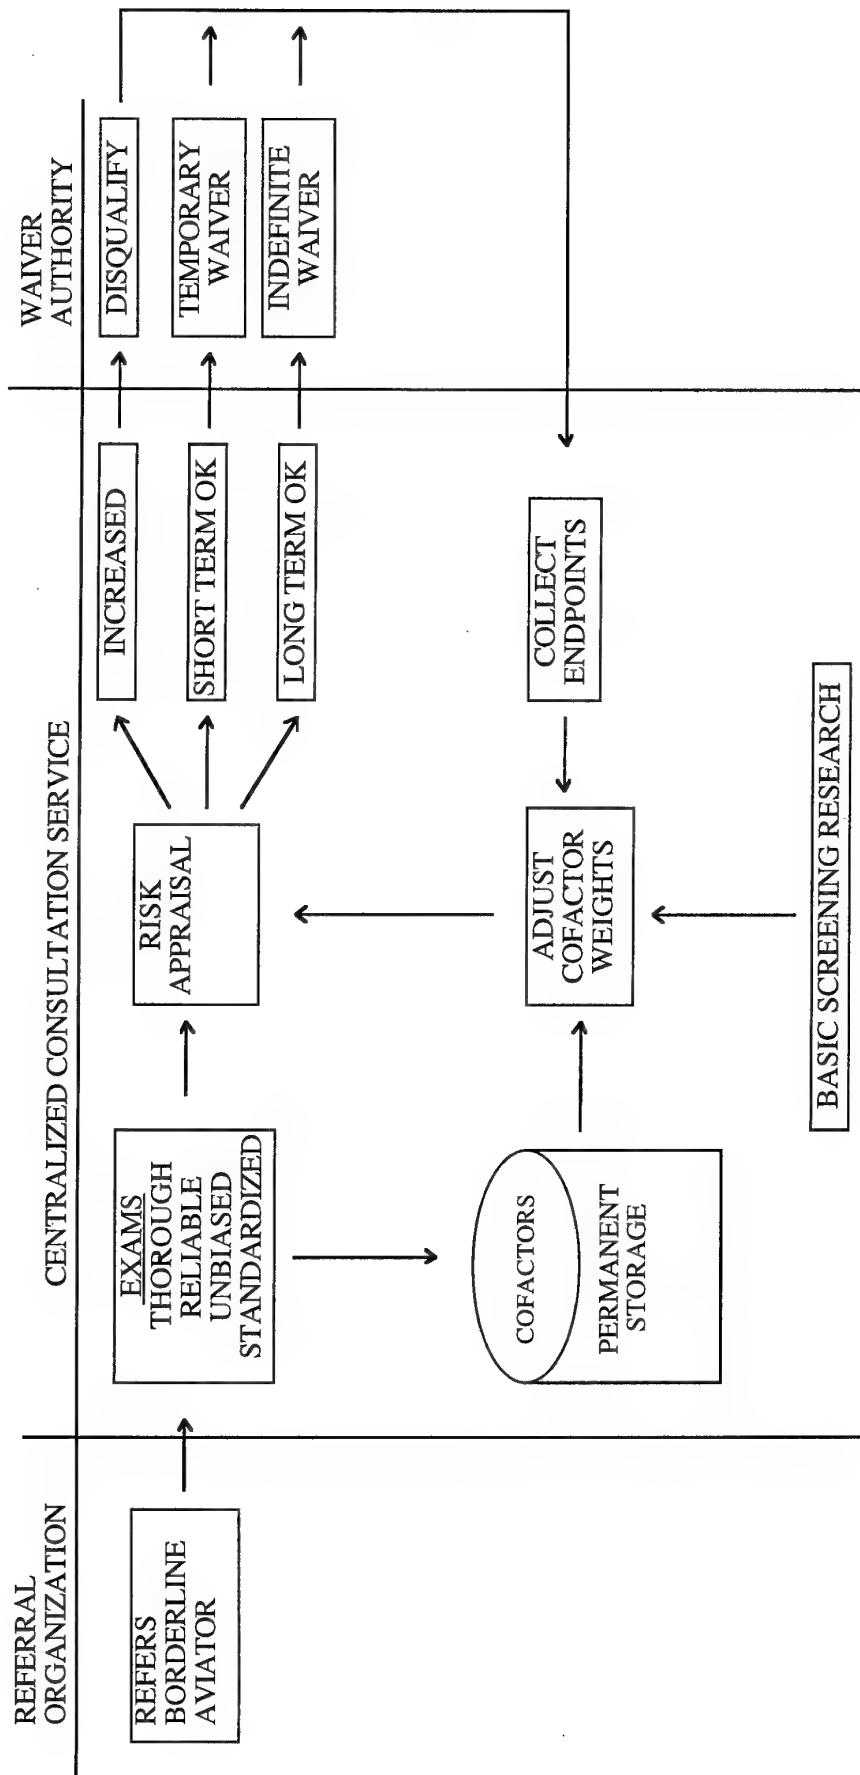 REFERRAL
ORGANIZATION
CENTRALIZED CONSULTATION SERVICE
WAIVER
AUTHORITY
REFERS
BORDERLINE
AVIATOR
EXAMS
THOROUGH
RELIABLE
UNBIASED
STANDARDIZED
RISK
APPRAISAL
INCREASED
SHORT TERM OK
LONG TERM OK
DISQUALIFY
TEMPORARY
WAIVER
INDEFINITE
WAIVER
COFACTORS
PERMANENT
STORAGE
ADJUST
COFACTOR
WEIGHTS
COLLECT
ENDPOINTS
BASIC SCREENING RESEARCH